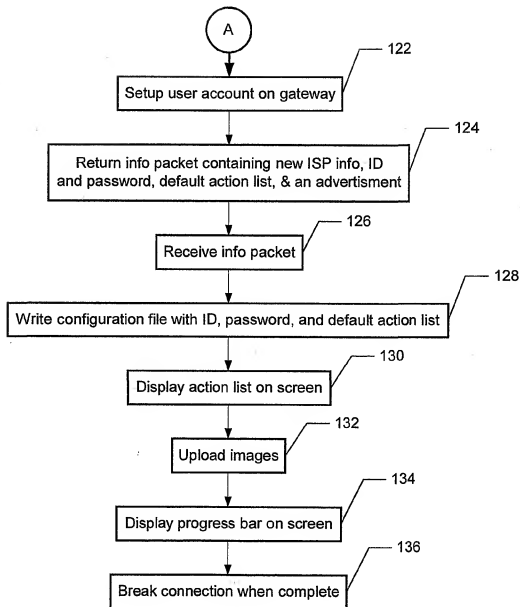 A
122
Setup user account on gateway
124
Return info packet containing new ISP info, ID
and password, default action list, & an advertisment
126
Receive info packet
128
Write configuration file with ID, password, and default action list
130
Display action list on screen
132
Upload images
134
Display progress bar on screen
136
Break connection when complete